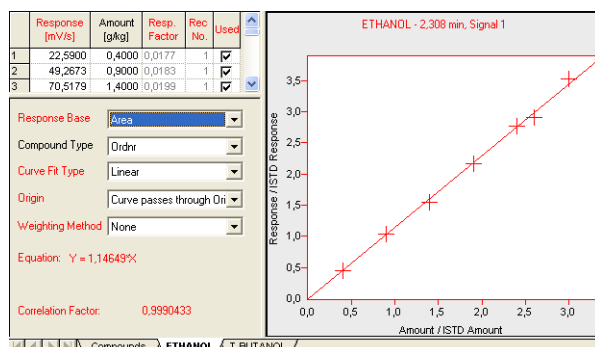 Response Amount Resp. Rec Used
[mV/s] [g/kg] Factor No.
1 22,5900 0,4000 0,0177 1
2 49,2673 0,9000 0,0183 1
3 70,5179 1,4000 0,0199 1
Response Base Area
Compound Type Ordnr
Curve Fit Type Linear
Origin Curve passes through Ori
Weighting Method None
Equation: Y = 1,14649*X
Correlation Factor: 0,9990433
Compounds ETHANOL T-BUTANOL
ETHANOL - 2,308 min, Signal 1
Response / ISTD Response
3,5
3,0
2,5
2,0
1,5
1,0
0,5
0,0
0,0 0,5 1,0 1,5 2,0 2,5 3,0
Amount / ISTD Amount